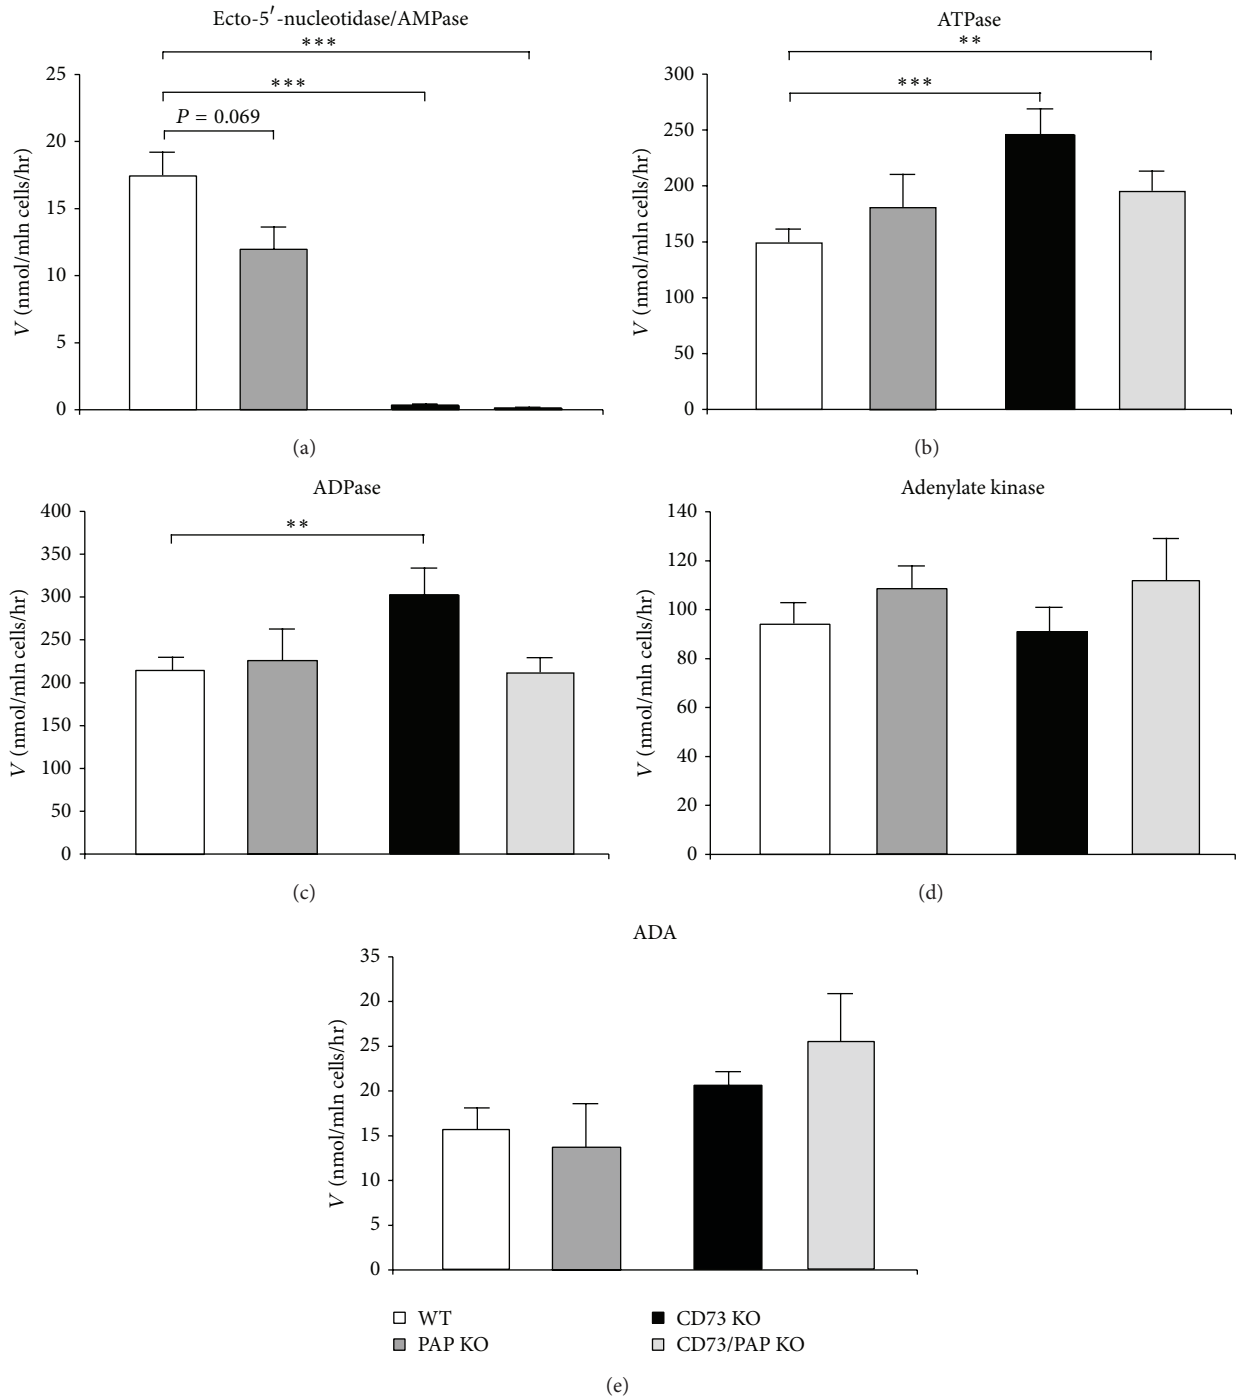 Ecto-5′-nucleotidase/AMPase
***
***
P = 0.069
25
20
15
10
5
0
V (nmol/mln cells/hr)
(a)
ATPase
**
***
300
250
200
150
100
50
0
V (nmol/mln cells/hr)
(b)
ADPase
**
400
350
300
250
200
150
100
50
0
V (nmol/mln cells/hr)
(c)
Adenylate kinase
140
120
100
80
60
40
20
0
V (nmol/mln cells/hr)
(d)
ADA
35
20
25
20
15
10
5
0
V (nmol/mln cells/hr)
WT
CD73 KO
PAP KO
CD73/PAP KO
(e)